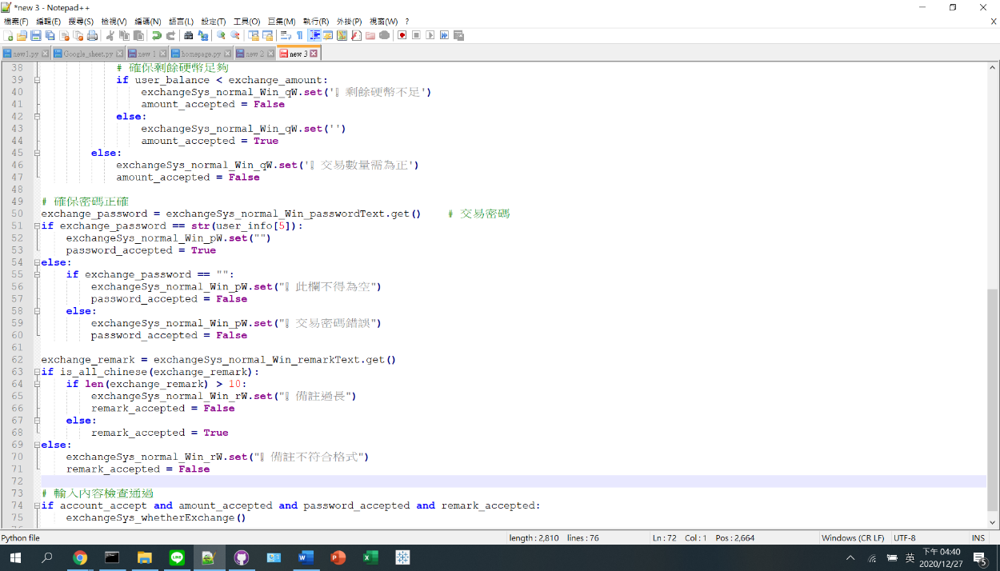 *new 3 - Notepad++
檔案(F) 編輯(E) 搜尋(S) 檢視(V) 編碼(N) 語言(L) 設定(T) 工具(O) 巨集(M) 執行(R) 外掛(P) 視窗(W) ? X
new1.py Google_sheet.py new 1 homepage.py new 2 new 3
38 # 確保剩餘硬幣足夠
39 if user_balance < exchange_amount:
40 exchangeSys_normal_Win_qW.set('❗ 剩餘硬幣不足')
41 amount_accepted = False
42 else:
43 exchangeSys_normal_Win_qW.set('')
44 amount_accepted = True
45 else:
46 exchangeSys_normal_Win_qW.set('❗ 交易數量需為正')
47 amount_accepted = False
48
49 # 確保密碼正確
50 exchange_password = exchangeSys_normal_Win_passwordText.get() # 交易密碼
51 if exchange_password == str(user_info[5]):
52 exchangeSys_normal_Win_pW.set("")
53 password_accepted = True
54 else:
55 if exchange_password == "":
56 exchangeSys_normal_Win_pW.set("❗ 此欄不得為空")
57 password_accepted = False
58 else:
59 exchangeSys_normal_Win_pW.set("❗ 交易密碼錯誤")
60 password_accepted = False
61
62 exchange_remark = exchangeSys_normal_Win_remarkText.get()
63 if is_all_chinese(exchange_remark):
64 if len(exchange_remark) > 10:
65 exchangeSys_normal_Win_rW.set("❗ 備註過長")
66 remark_accepted = False
67 else:
68 remark_accepted = True
69 else:
70 exchangeSys_normal_Win_rW.set("❗ 備註不符合格式")
71 remark_accepted = False
72
73 # 輸入內容檢查通過
74 if account_accept and amount_accepted and password_accepted and remark_accepted:
75 exchangeSys_whetherExchange()
Python file length : 2,810 lines : 76 Ln : 72 Col : 1 Pos : 2,664 Windows (CR LF) UTF-8 INS
英 下午 04:40
2020/12/27 5